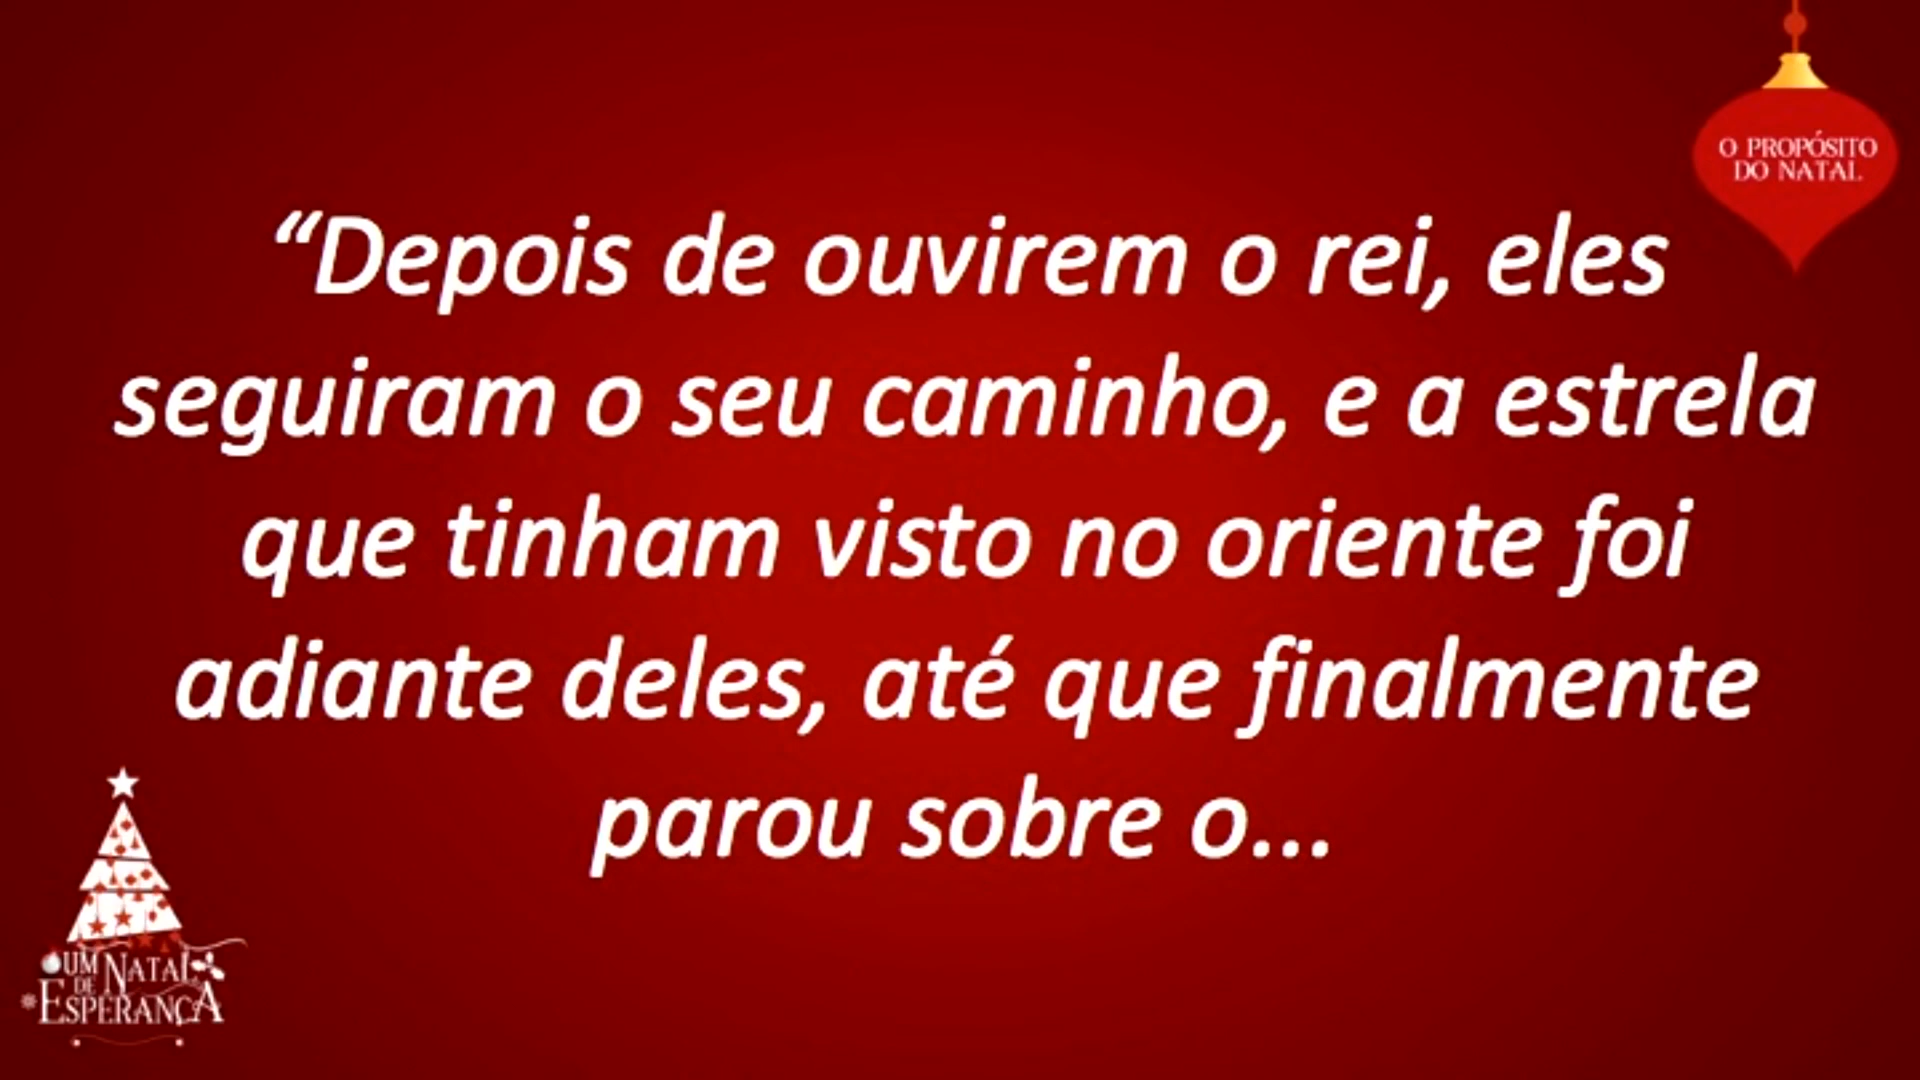 O PROPÓSITO
DO NATAL
“Depois de ouvirem o rei, eles
seguiram o seu caminho, e a estrela
que tinham visto no oriente foi
adiante deles, até que finalmente
parou sobre o...
UM NATAL
DE
ESPERANÇA